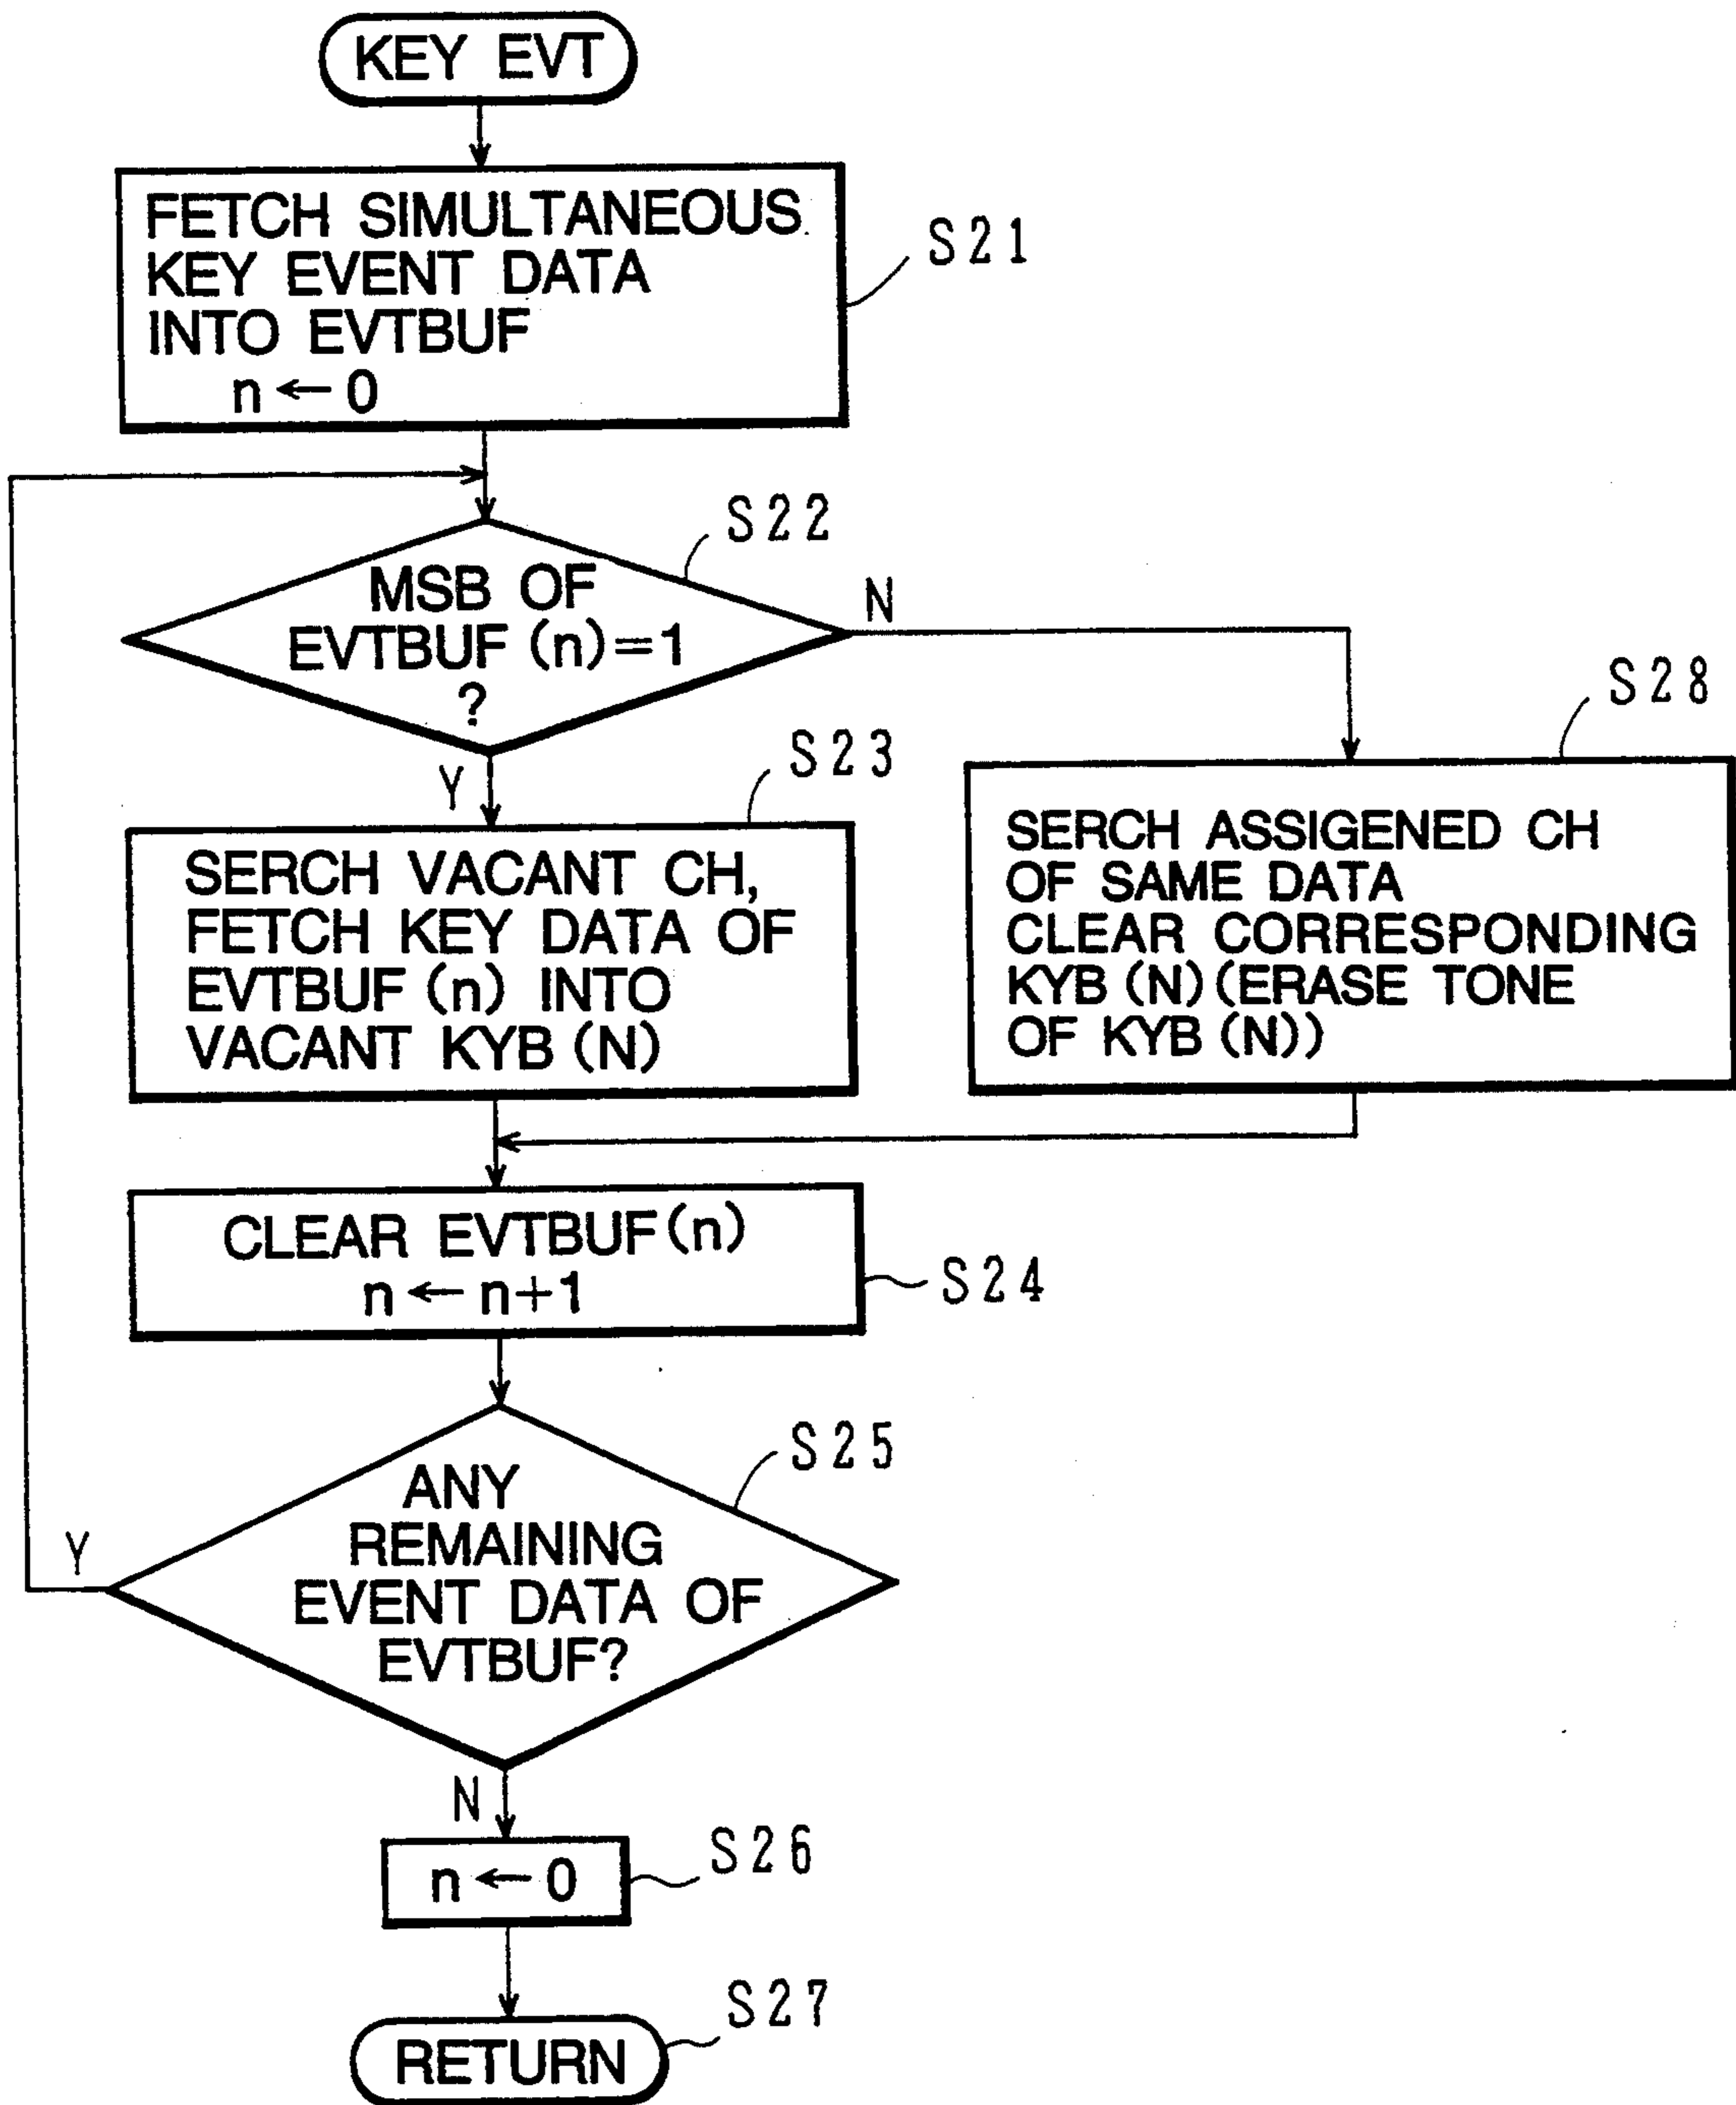 KEY EVT
FETCH SIMULTANEOUS
KEY EVENT DATA
INTO EVTBUF
n ← 0
S21
S22
MSB OF
EVTBUF (n)=1
?
N
Y
S23
SERCH VACANT CH,
FETCH KEY DATA OF
EVTBUF (n) INTO
VACANT KYB (N)
S28
SERCH ASSIGENED CH
OF SAME DATA
CLEAR CORRESPONDING
KYB (N) (ERASE TONE
OF KYB (N))
CLEAR EVTBUF (n)
n ← n+1
S24
S25
ANY
REMAINING
EVENT DATA OF
EVTBUF?
Y
N
n ← 0
S26
S27
RETURN